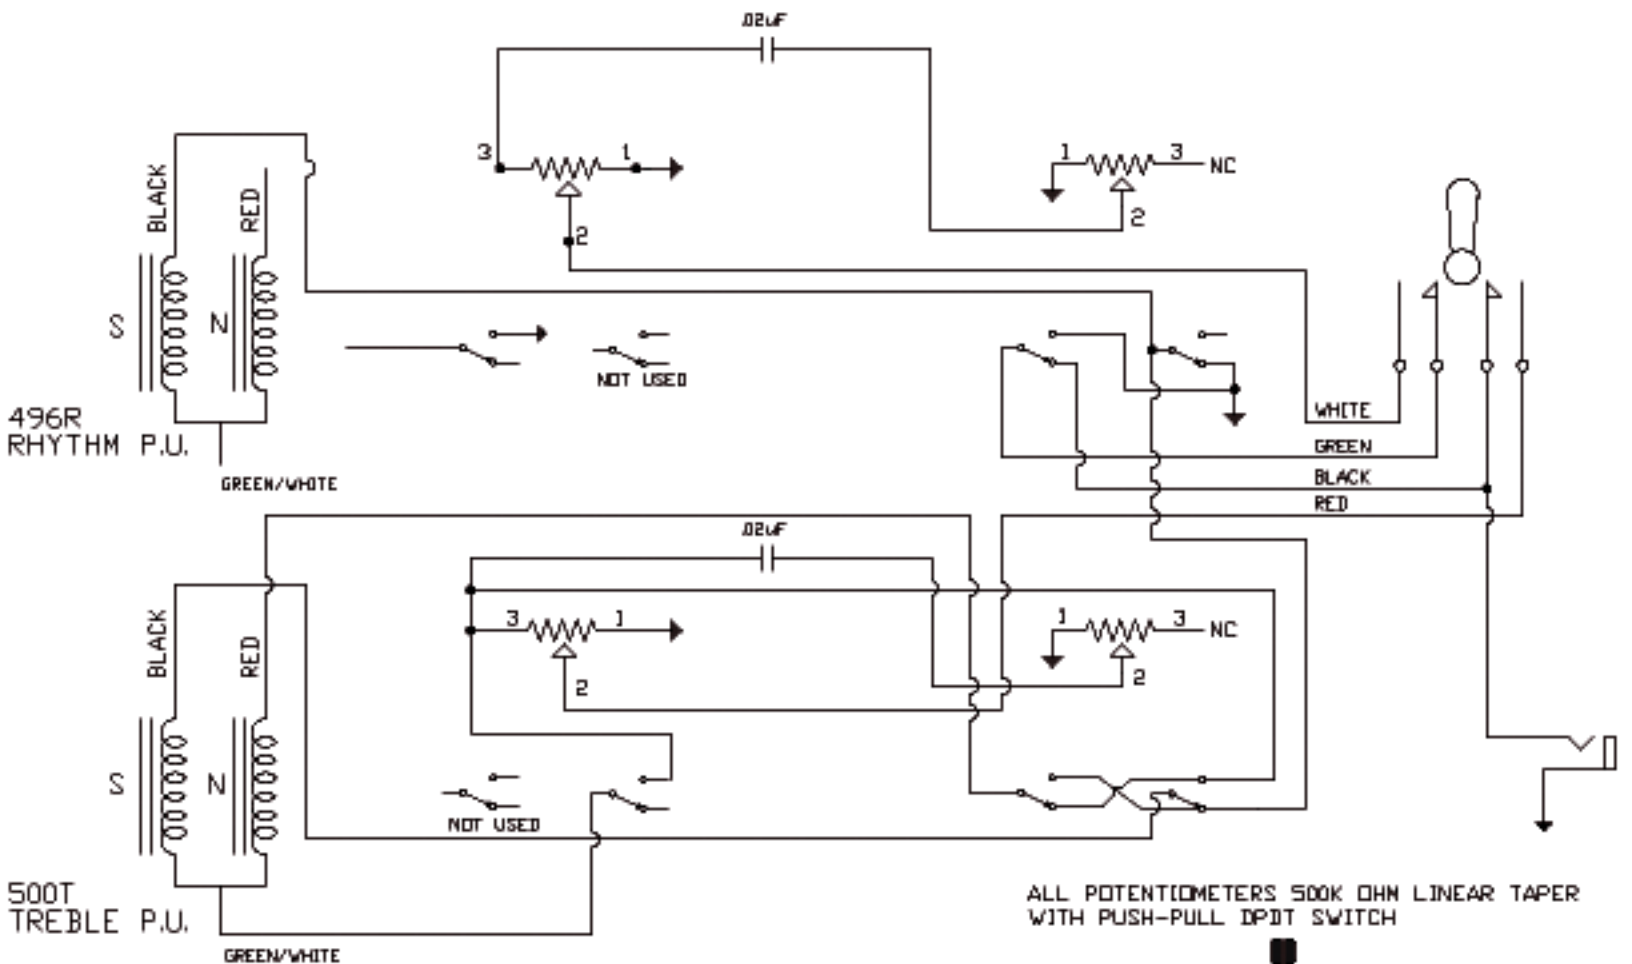 .02uF
BLACK
RED
3
1
2
1
3
NC
2
S
N
NOT USED
496R
RHYTHM P.U.
GREEN/WHITE
WHITE
GREEN
BLACK
RED
.02uF
BLACK
RED
3
1
2
1
3
NC
2
S
N
NOT USED
500T
TREBLE P.U.
GREEN/WHITE
ALL POTENTIOMETERS 500K OHM LINEAR TAPER
WITH PUSH-PULL DPDT SWITCH